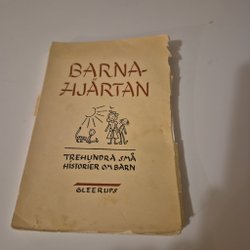 BARNA-
HJÄRTAN
TREHUNDRA SMÅ
HISTORIER OM BARN
GLEERUPS